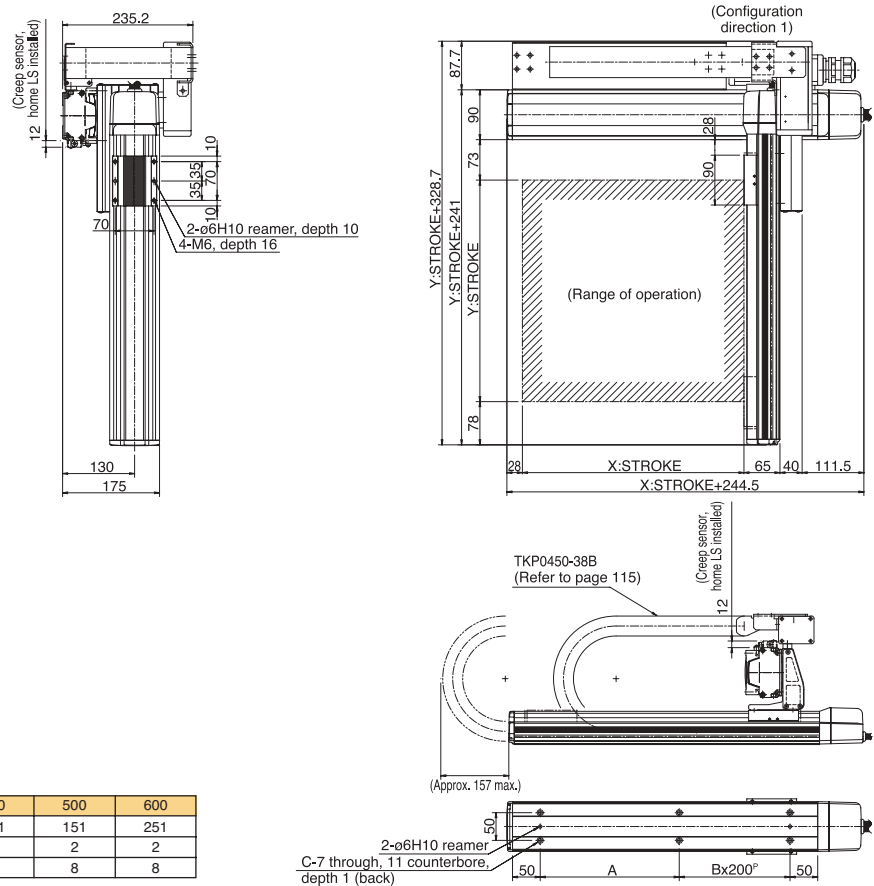 235.2
(Creep sensor,
home LS installed)
12
10
35
35
70
10
70
2-ø6H10 reamer, depth 10
4-M6, depth 16
130
175
(Configuration
direction 1)
87.7
90
73
28
90
Y:STROKE+328.7
Y:STROKE+241
Y:STROKE
(Range of operation)
78
28
X:STROKE
65
40
111.5
X:STROKE+244.5
TKP0450-38B
(Refer to page 115)
(Creep sensor,
home LS installed)
12
(Approx. 157 max.)
500
600
151
251
2
2
8
8
50
2-ø6H10 reamer
C-7 through, 11 counterbore,
depth 1 (back)
50
A
Bx200ᴾ
50